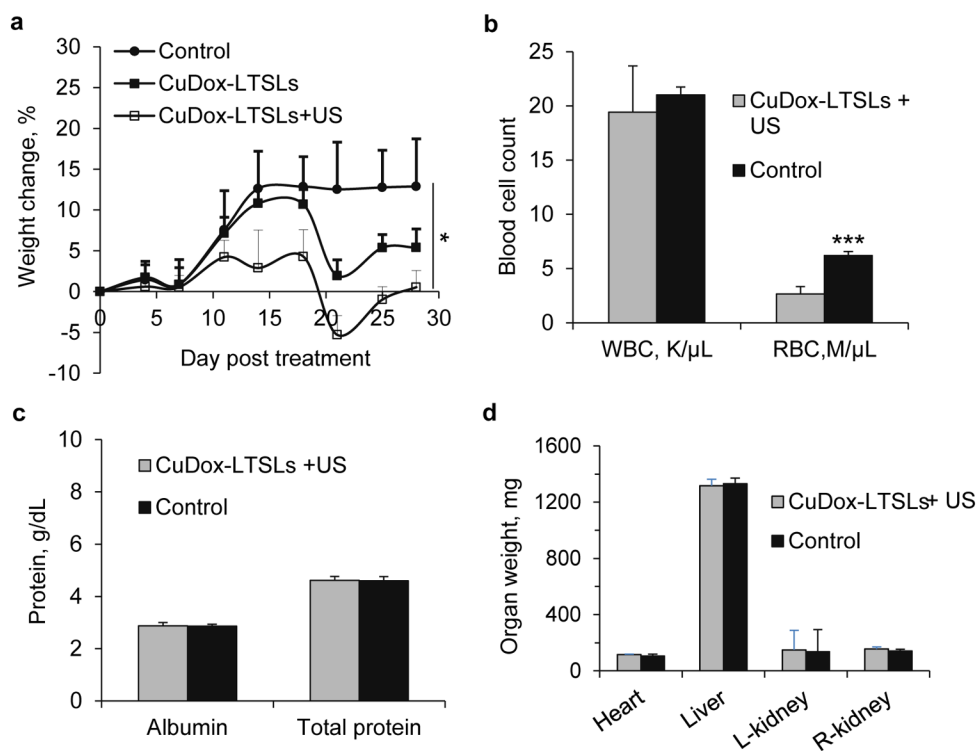 a
30
25
20
15
10
5
0
-5
-10
Weight change, %
Control
CuDox-LTSLs
CuDox-LTSLs+US
*
0 5 10 15 20 25 30
Day post treatment
b
25
20
15
10
5
0
Blood cell count
CuDox-LTSLs +
US
Control
***
WBC, K/µL RBC,M/µL
c
10
8
6
4
2
0
Protein, g/dL
CuDox-LTSLs +US
Control
Albumin Total protein
d
1600
1200
800
400
0
Organ weight, mg
CuDox-LTSLs+ US
Control
Heart Liver L-kidney R-kidney